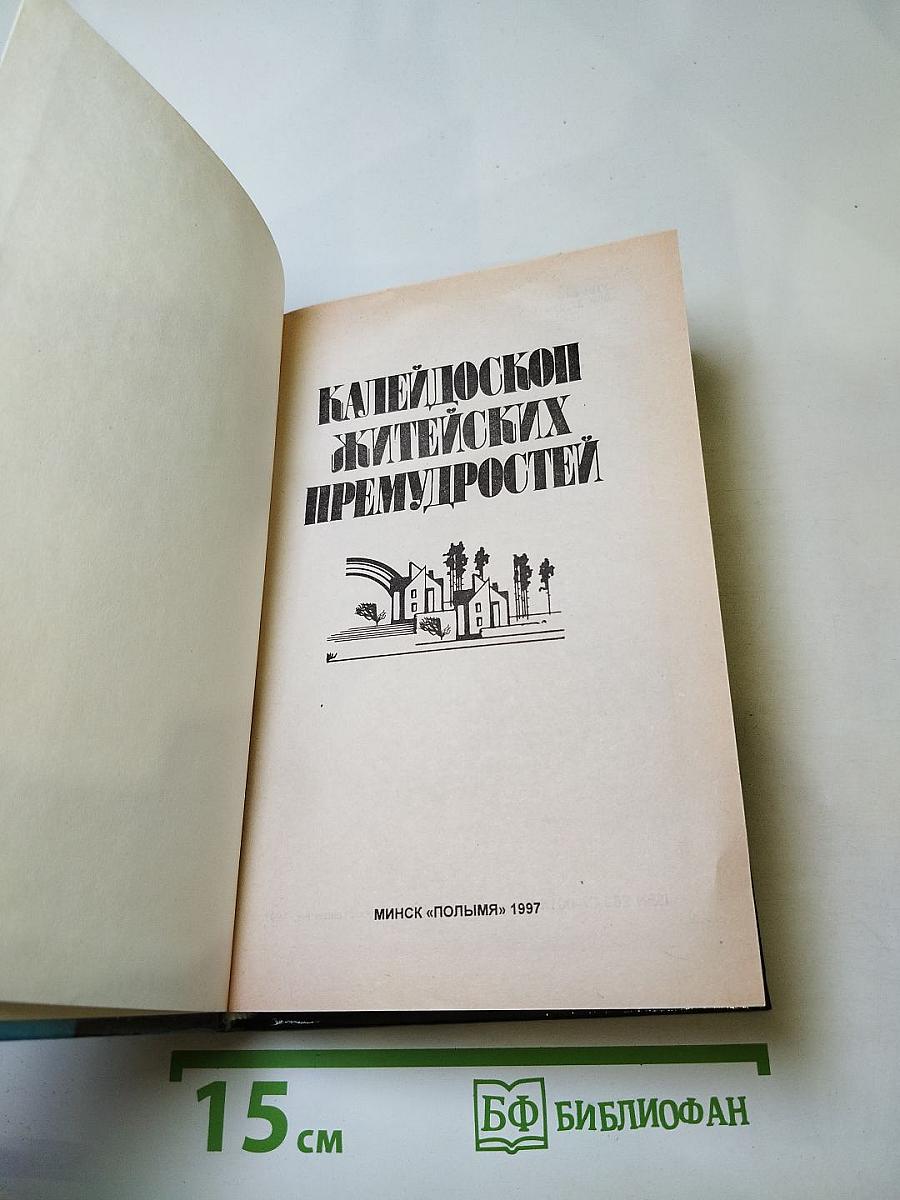 КАЛЕЙДОСКОП
ЖИТЕЙСКИХ
ПРЕМУДРОСТЕЙ
МИНСК «ПОЛЫМЯ» 1997
15 СМ
БФ БИБЛИОФАН